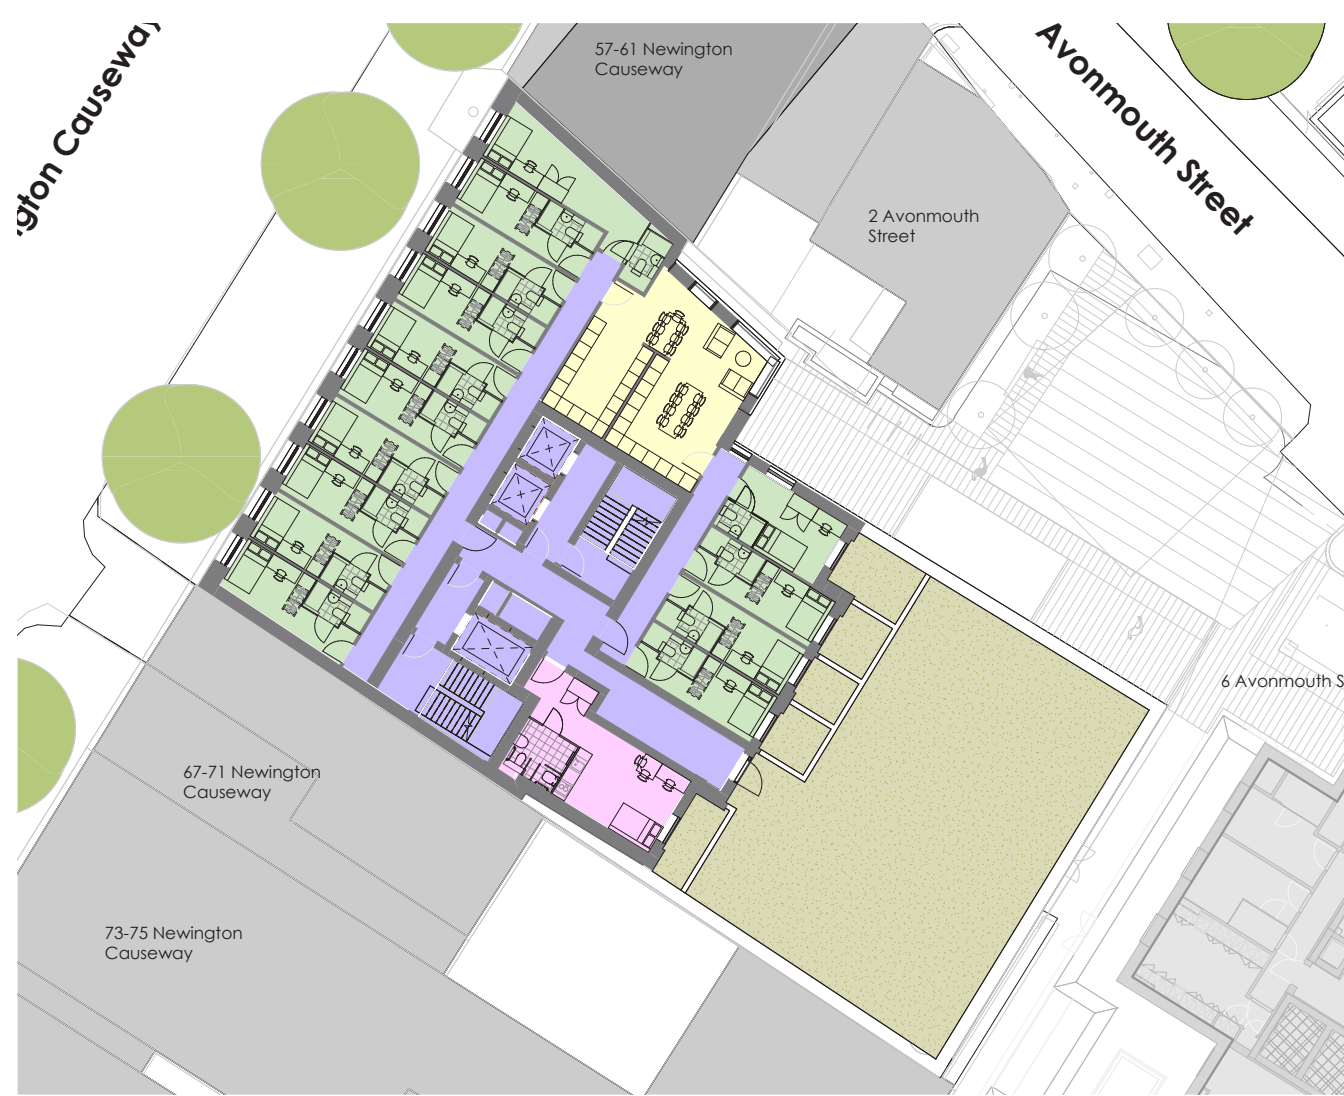 gton Causeway
57-61 Newington
Causeway
Avonmouth Street
2 Avonmouth
Street
6 Avonmouth S
67-71 Newington
Causeway
73-75 Newington
Causeway